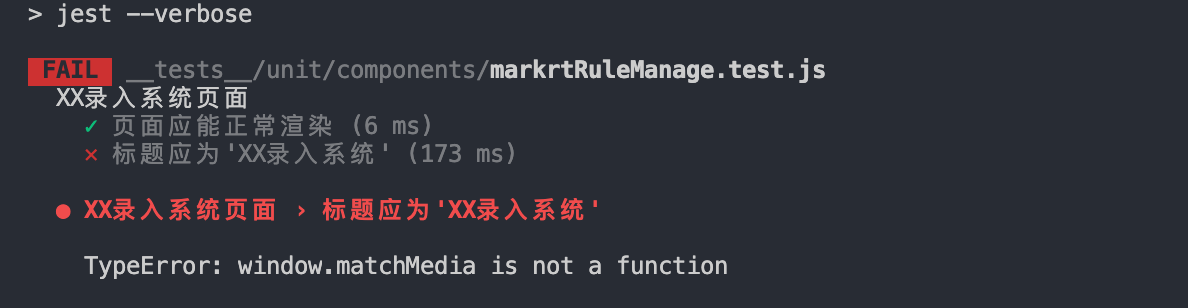 > jest --verbose
FAIL __tests__/unit/components/markrtRuleManage.test.js
XX录入系统页面
✓ 页面应能正常渲染 (6 ms)
✕ 标题应为'XX录入系统' (173 ms)
● XX录入系统页面 › 标题应为'XX录入系统'
TypeError: window.matchMedia is not a function